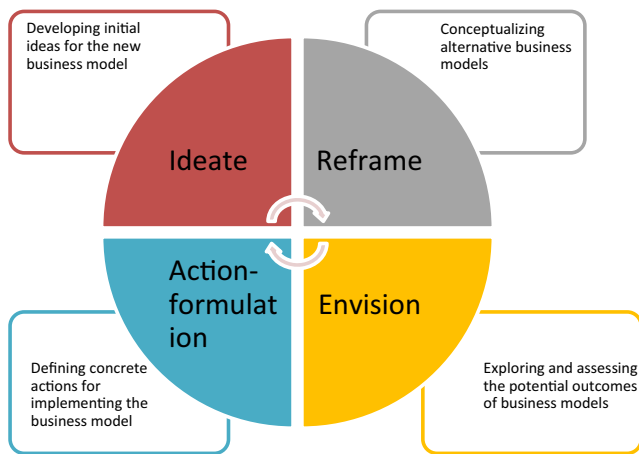 Developing initial
ideas for the new
business model
Conceptualizing
alternative business
models
Ideate
Reframe
Action-
formulat
ion
Envision
Defining concrete
actions for
implementing the
business model
Exploring and assessing
the potential outcomes
of business models